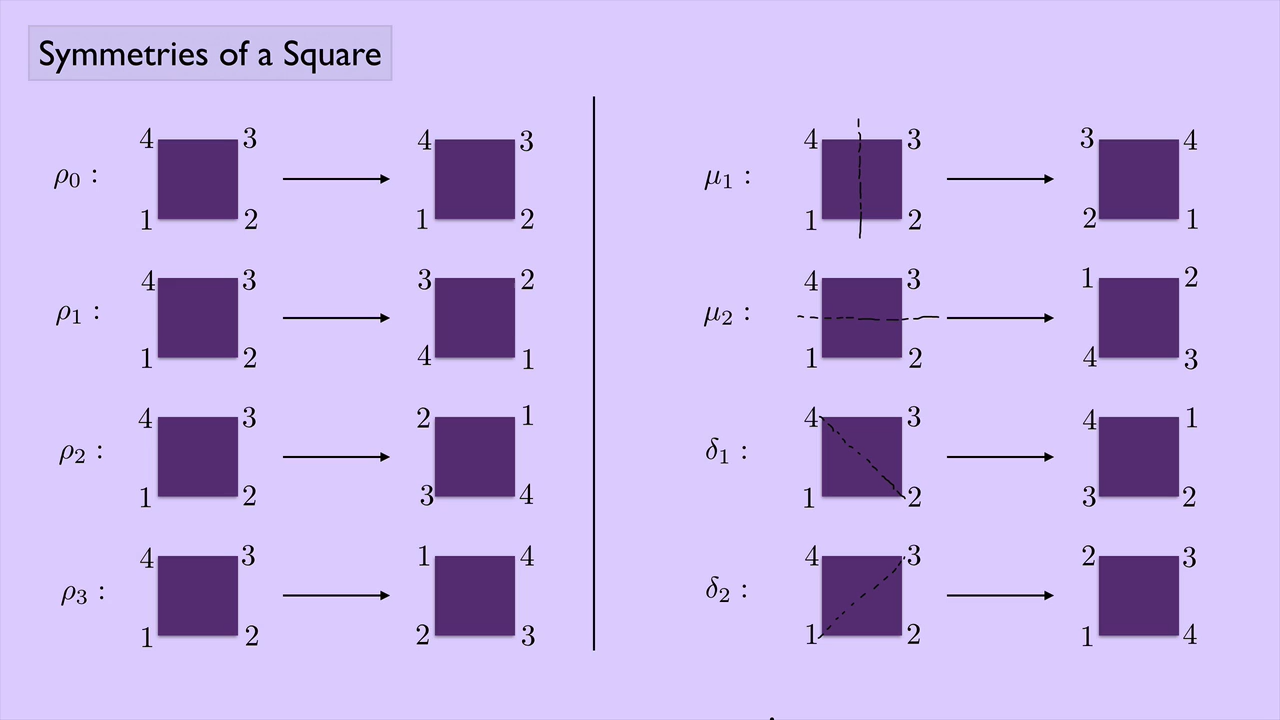 Symmetries of a Square
4 3 4 3
ρ₀ :
1 2 1 2
4 3 3 2
ρ₁ :
1 2 4 1
4 3 2 1
ρ₂ :
1 2 3 4
4 3 1 4
ρ₃ :
1 2 2 3
4 3 3 4
μ₁ :
1 2 2 1
4 3 1 2
μ₂ :
1 2 4 3
4 3 4 1
δ₁ :
1 2 3 2
4 3 2 3
δ₂ :
1 2 1 4